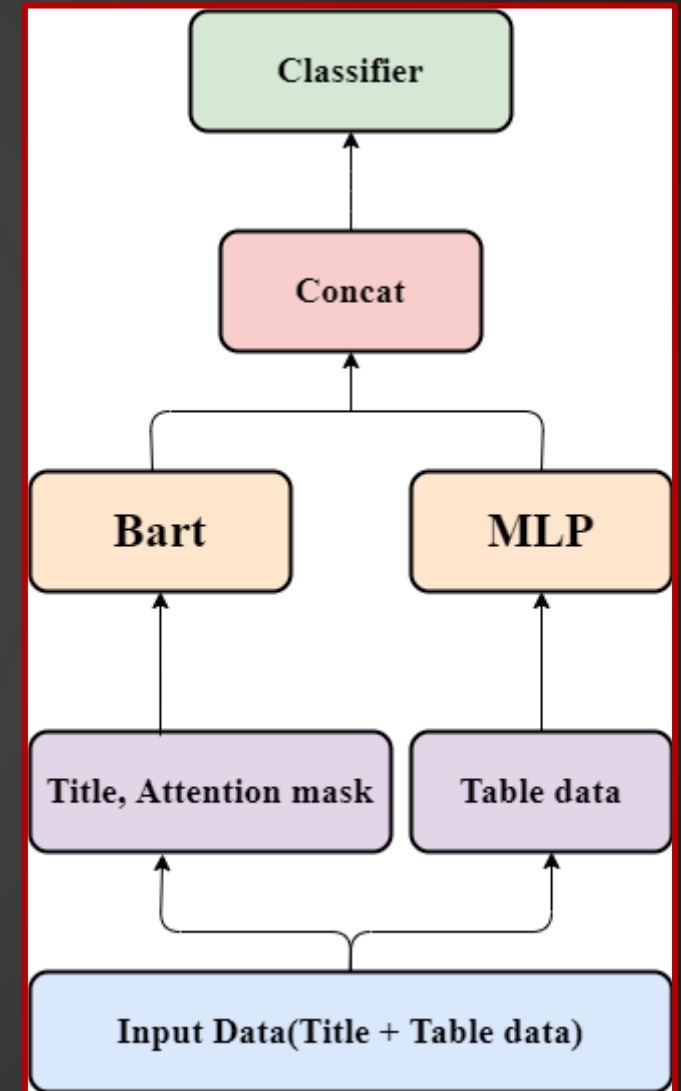 Classifier
Concat
Bart
MLP
Title, Attention mask
Table data
Input Data(Title + Table data)